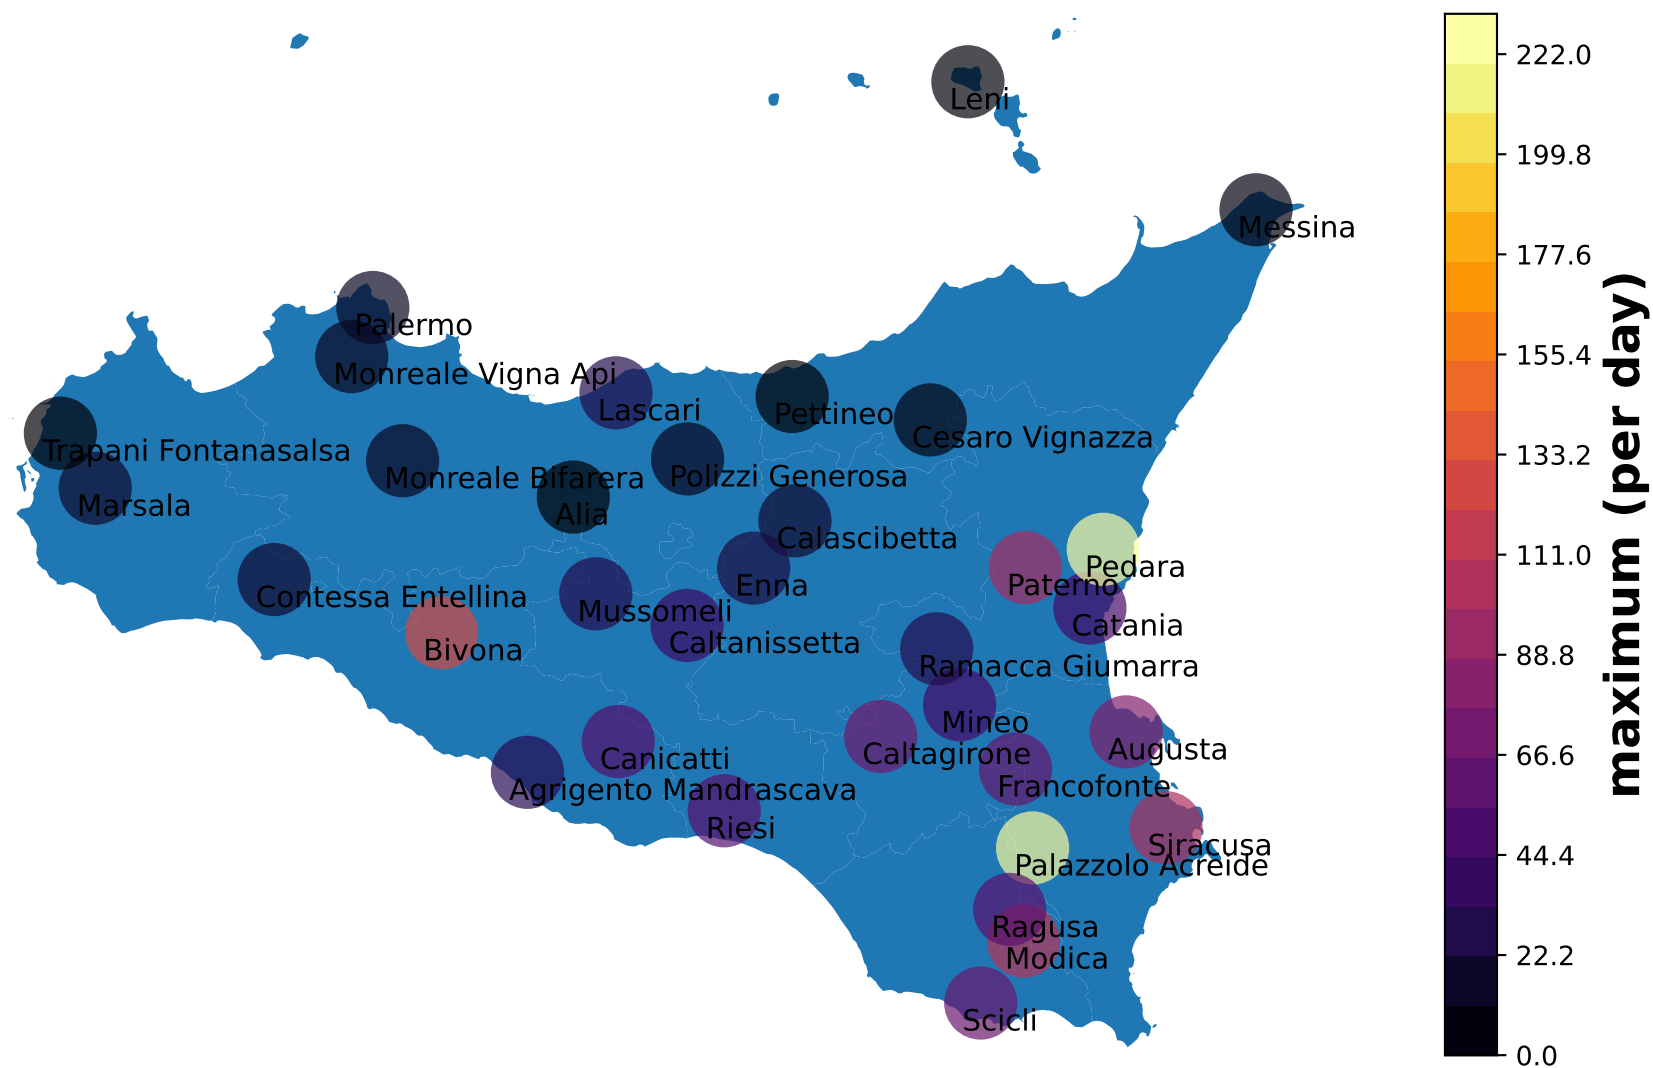 Leni
Messina
Palermo
Monreale Vigna Api
Lascari
Pettineo
Cesaro Vignazza
Trapani Fontanasalsa
Monreale Bifarera
Polizzi Generosa
Marsala
Alia
Calascibetta
Pedara
Paterno
Enna
Contessa Entellina
Mussomeli
Catania
Caltanissetta
Bivona
Ramacca Giumarra
Mineo
Augusta
Caltagirone
Canicatti
Francofonte
Agrigento Mandrascava
Riesi
Siracusa
Palazzolo Acreide
Ragusa
Modica
Scicli
222.0
199.8
177.6
155.4
133.2
111.0
88.8
66.6
44.4
22.2
0.0
maximum (per day)